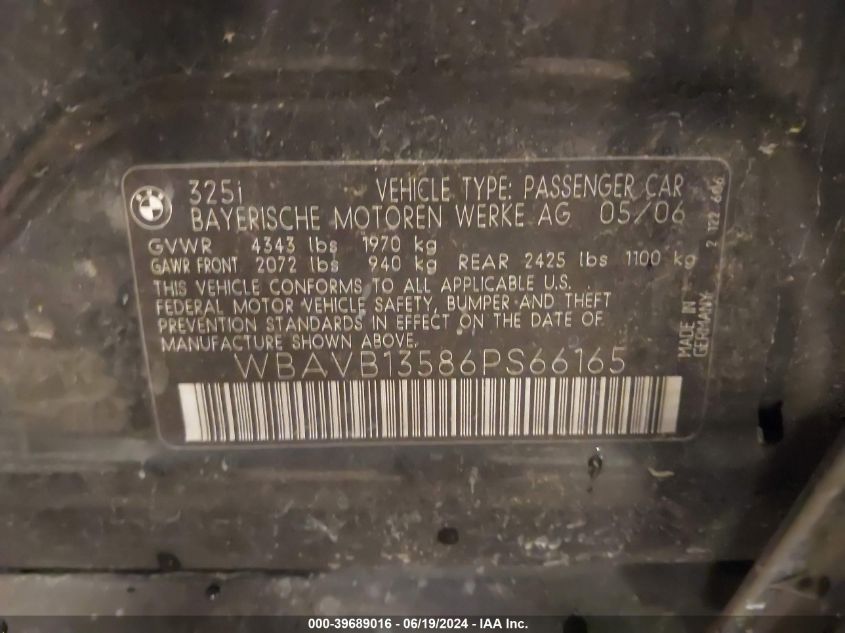 325i VEHICLE TYPE: PASSENGER CAR
BAYERISCHE MOTOREN WERKE AG 05/06
GVWR 4343 lbs 1970 kg
GAWR FRONT 2072 lbs 940 kg REAR 2425 lbs 1100 kg
THIS VEHICLE CONFORMS TO ALL APPLICABLE U.S.
FEDERAL MOTOR VEHICLE SAFETY, BUMPER AND THEFT
PREVENTION STANDARDS IN EFFECT ON THE DATE OF
MANUFACTURE SHOWN ABOVE.
WBAVB13586PS66165
MADE IN
GERMANY
2 122 606
000-39689016 - 06/19/2024 - IAA Inc.